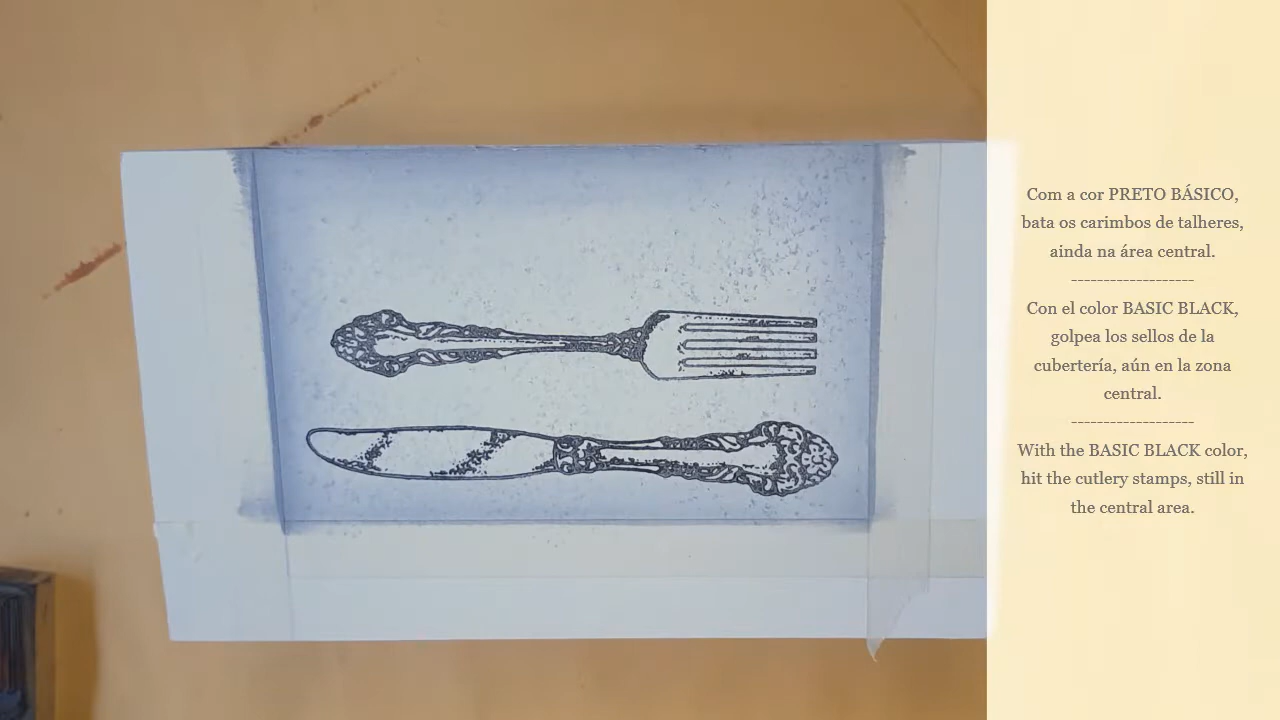 Com a cor PRETO BÁSICO,
bata os carimbos de talheres,
ainda na área central.
-------------------
Con el color BASIC BLACK,
golpea los sellos de la
cubertería, aún en la zona
central.
-------------------
With the BASIC BLACK color,
hit the cutlery stamps, still in
the central area.